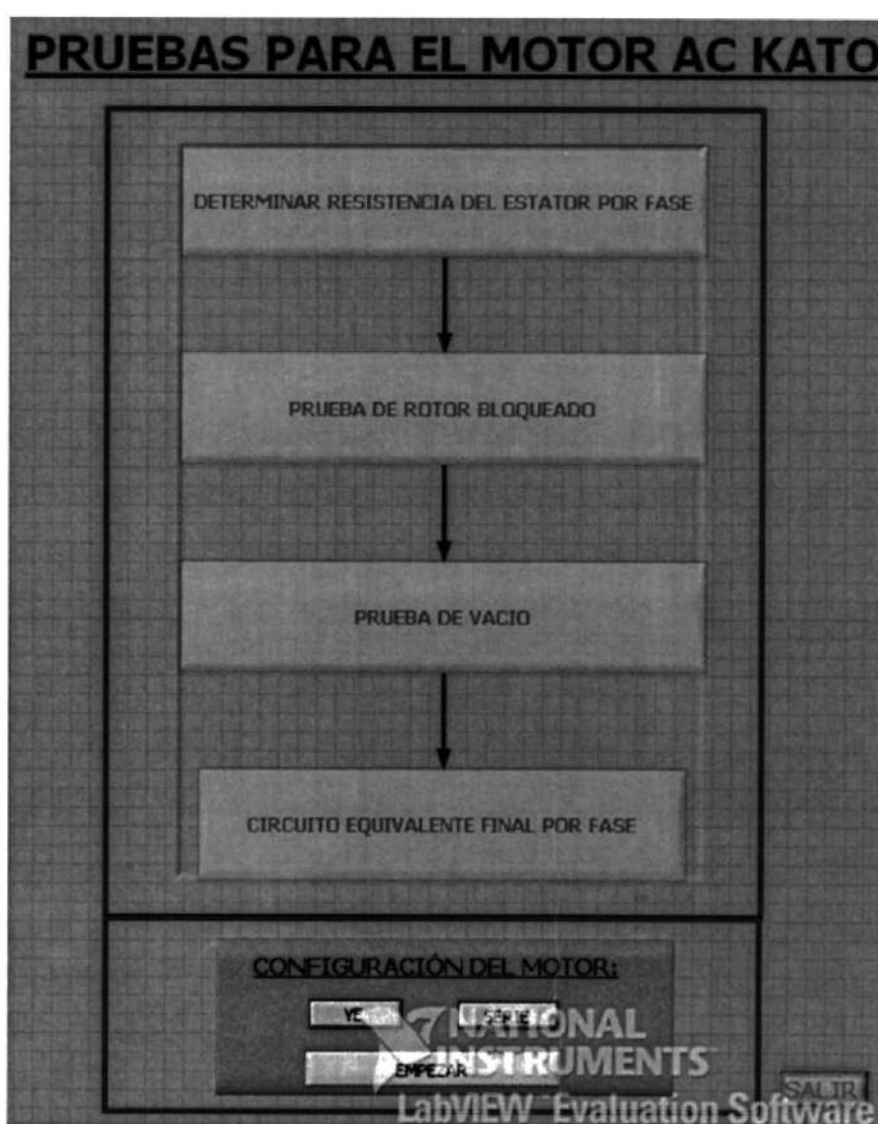 PRUEBAS PARA EL MOTOR AC KATO
DETERMINAR RESISTENCIA DEL ESTATOR POR FASE
PRUEBA DE ROTOR BLOQUEADO
PRUEBA DE VACIO
CIRCUITO EQUIVALENTE FINAL POR FASE
CONFIGURACIÓN DEL MOTOR:
YE SERIE
EMPEZAR
NATIONAL
INSTRUMENTS
SALIR
LabVIEW Evaluation Software